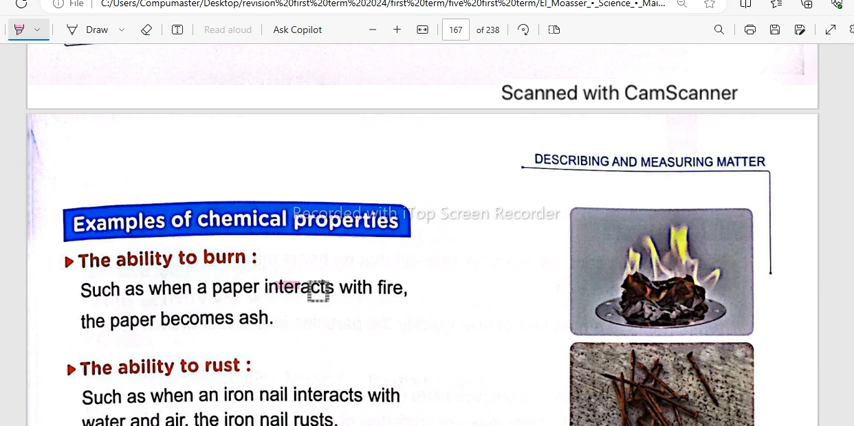 File C:/Users/Compumaster/Desktop/revision%20first%20term%202024/first%20term/five%20first%20term/El_Moasser_•_Science_•_Mai...
Draw Read aloud Ask Copilot 167 of 238
Scanned with CamScanner
DESCRIBING AND MEASURING MATTER
Recorded with iTop Screen Recorder
Examples of chemical properties
The ability to burn :
Such as when a paper interacts with fire,
the paper becomes ash.
The ability to rust :
Such as when an iron nail interacts with
water and air, the iron nail rusts.